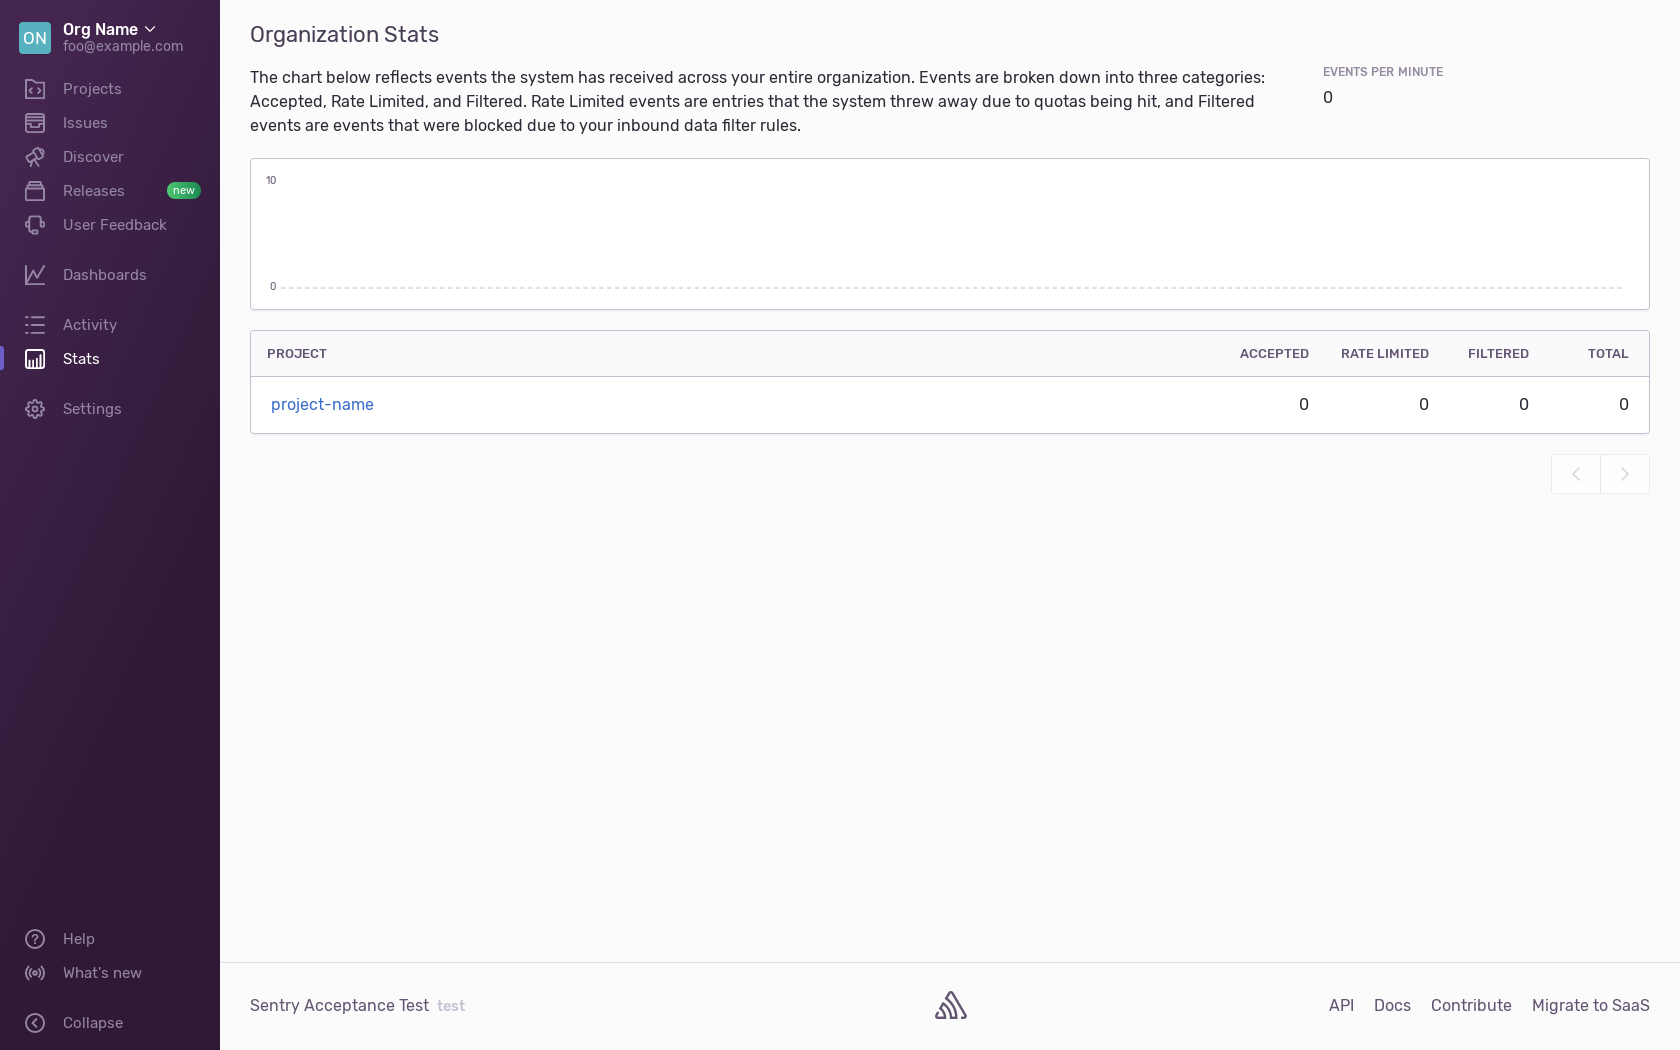 ON
Org Name
foo@example.com
Projects
Issues
Discover
Releases new
User Feedback
Dashboards
Activity
Stats
Settings
Help
What's new
Collapse
Organization Stats
The chart below reflects events the system has received across your entire organization. Events are broken down into three categories:
Accepted, Rate Limited, and Filtered. Rate Limited events are entries that the system threw away due to quotas being hit, and Filtered
events are events that were blocked due to your inbound data filter rules.
EVENTS PER MINUTE
0
10
0
PROJECT ACCEPTED RATE LIMITED FILTERED TOTAL
project-name 0 0 0 0
Sentry Acceptance Test test
API Docs Contribute Migrate to SaaS